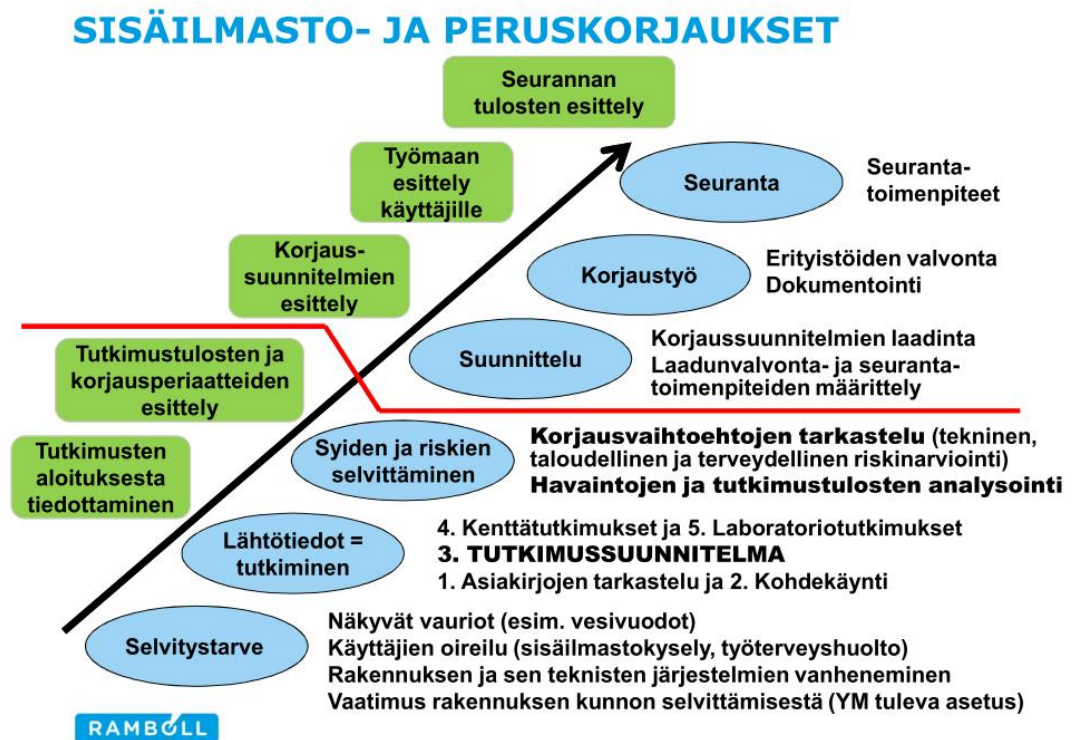 SISÄILMASTO- JA PERUSKORJAUKSET
Seurannan
tulosten esittely
Työmaan
esittely
käyttäjille
Seuranta
Seuranta-
toimenpiteet
Korjaus-
suunnitelmien
esittely
Korjaustyö
Erityistöiden valvonta
Dokumentointi
Tutkimustulosten ja
korjausperiaatteiden
esittely
Suunnittelu
Korjaussuunnitelmien laadinta
Laadunvalvonta- ja seuranta-
toimenpiteiden määrittely
Tutkimusten
aloituksesta
tiedottaminen
Syiden ja riskien
selvittäminen
Korjausvaihtoehtojen tarkastelu (tekninen,
taloudellinen ja terveydellinen riskinarviointi)
Havaintojen ja tutkimustulosten analysointi
Lähtötiedot =
tutkiminen
4. Kenttätutkimukset ja 5. Laboratoriotutkimukset
3. TUTKIMUSSUUNNITELMA
1. Asiakirjojen tarkastelu ja 2. Kohdekäynti
Selvitystarve
Näkyvät vauriot (esim. vesivuodot)
Käyttäjien oireilu (sisäilmastokysely, työterveyshuolto)
Rakennuksen ja sen teknisten järjestelmien vanheneminen
Vaatimus rakennuksen kunnon selvittämisestä (YM tuleva asetus)
RAMBOLL